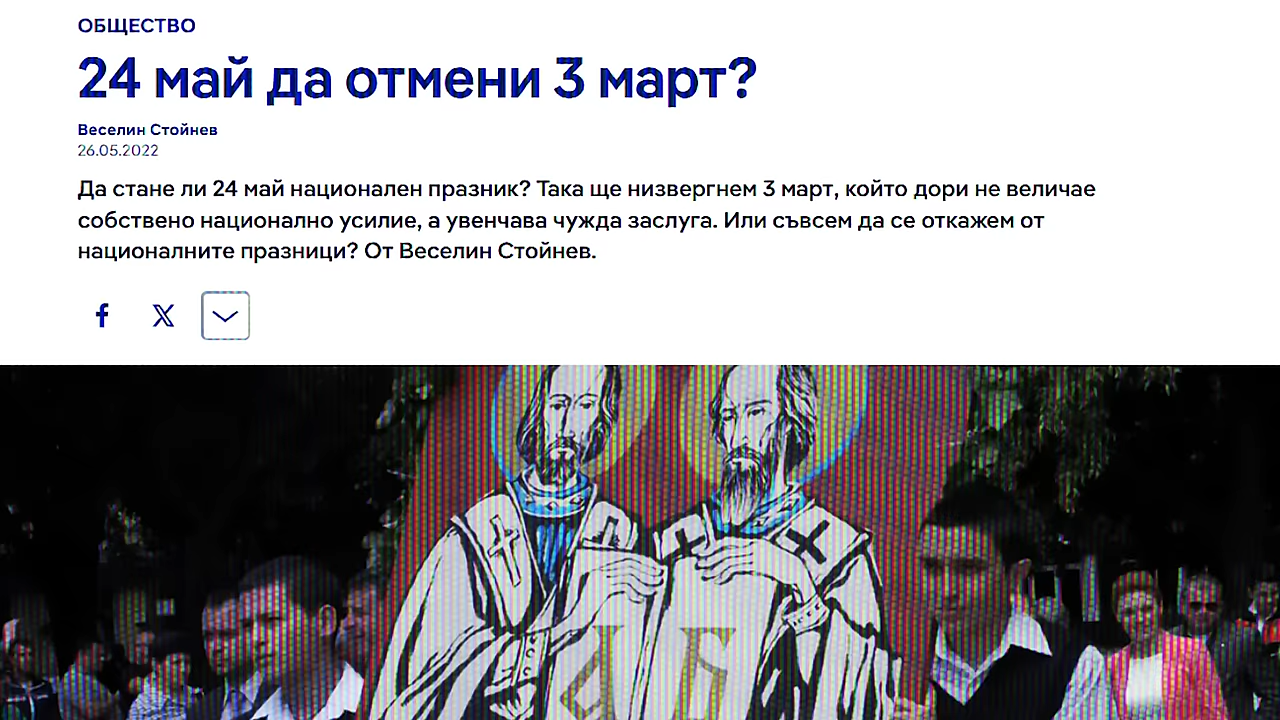 ОБЩЕСТВО
24 май да отмени 3 март?
Веселин Стойнев
26.05.2022
Да стане ли 24 май национален празник? Така ще низвергнем 3 март, който дори не величае
собствено национално усилие, а увенчава чужда заслуга. Или съвсем да се откажем от
националните празници? От Веселин Стойнев.
А Б